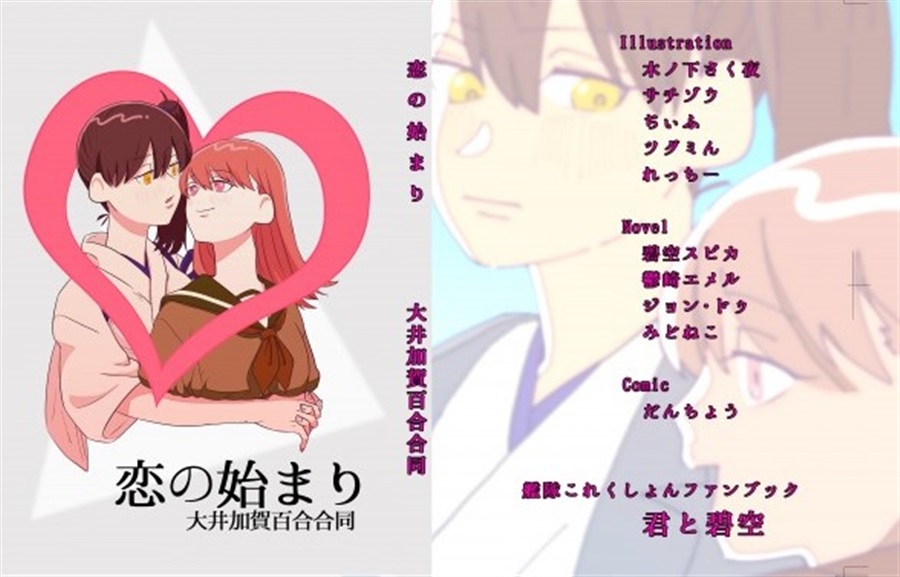 恋の始まり
大井加賀百合合同
恋の始まり
大井加賀百合合同
Illustration
木ノ下さく夜
サチゾウ
ちぃふ
ツグミん
れっちー
Novel
碧空スピカ
鬱崎エメル
ジョン・ドゥ
みとねこ
Comic
だんちょう
艦隊これくしょんファンブック
君と碧空